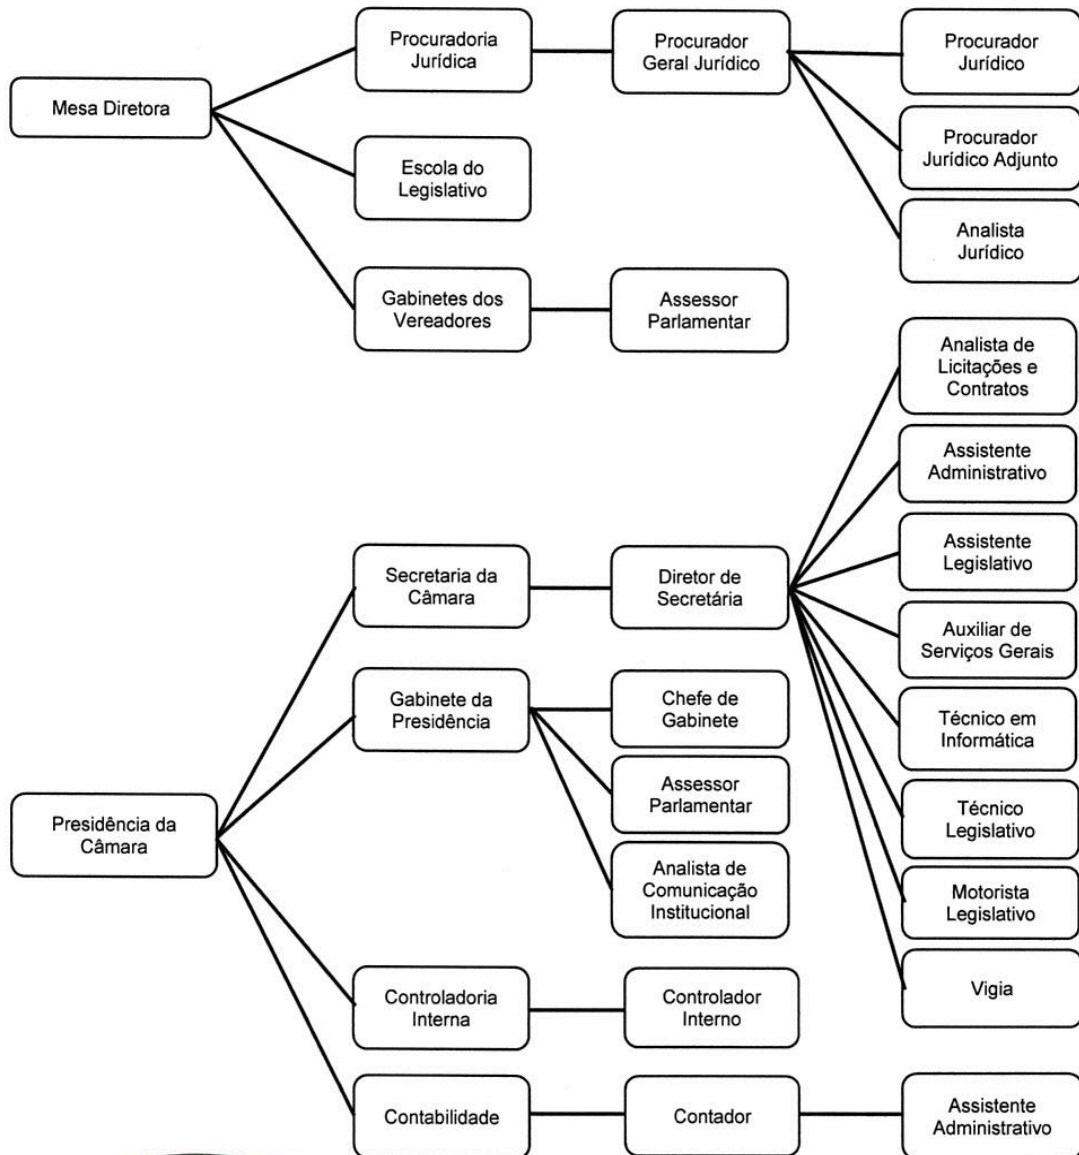 Procuradoria
Jurídica
Procurador
Geral Jurídico
Procurador
Jurídico
Mesa Diretora
Procurador
Jurídico Adjunto
Escola do
Legislativo
Analista
Jurídico
Gabinetes dos
Vereadores
Assessor
Parlamentar
Analista de
Licitações e
Contratos
Assistente
Administrativo
Assistente
Legislativo
Secretaria da
Câmara
Diretor de
Secretária
Auxiliar de
Serviços Gerais
Gabinete da
Presidência
Chefe de
Gabinete
Técnico em
Informática
Assessor
Parlamentar
Presidência da
Câmara
Técnico
Legislativo
Analista de
Comunicação
Institucional
Motorista
Legislativo
Vigia
Controladoria
Interna
Controlador
Interno
Contabilidade
Contador
Assistente
Administrativo